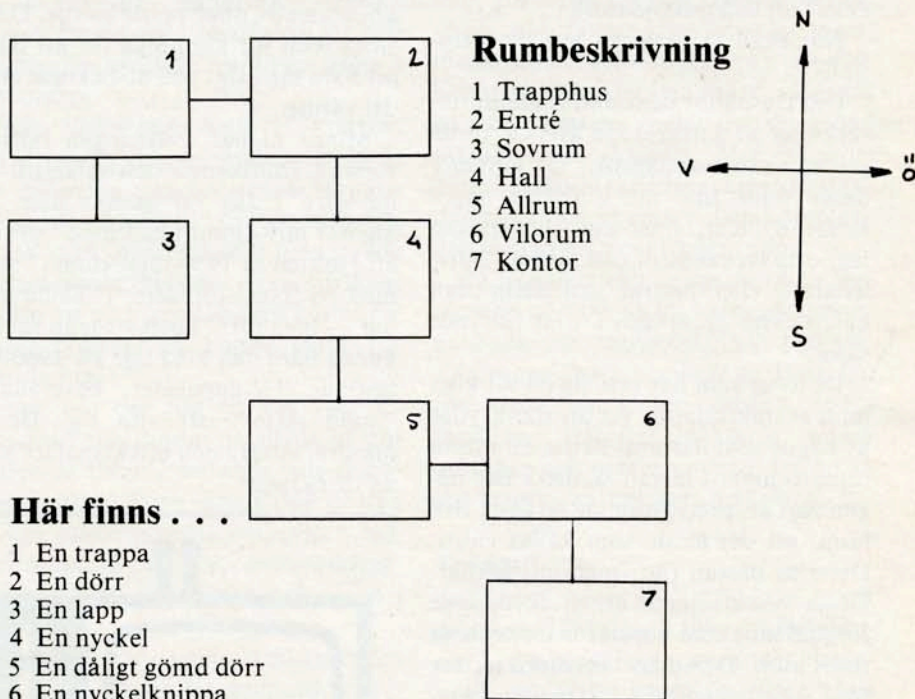 1
2
Rumbeskrivning
1 Trapphus
2 Entré
3 Sovrum
4 Hall
5 Allrum
6 Vilorum
7 Kontor
N
V
Ö
S
3
4
5
6
7
Här finns . . .
1 En trappa
2 En dörr
3 En lapp
4 En nyckel
5 En dåligt gömd dörr
6 En nyckelknippa